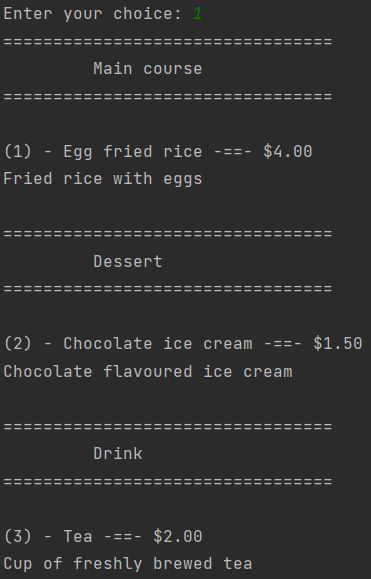 Enter your choice: 1
=================================
Main course
=================================
(1) - Egg fried rice -==- $4.00
Fried rice with eggs
=================================
Dessert
=================================
(2) - Chocolate ice cream -==- $1.50
Chocolate flavoured ice cream
=================================
Drink
=================================
(3) - Tea -==- $2.00
Cup of freshly brewed tea